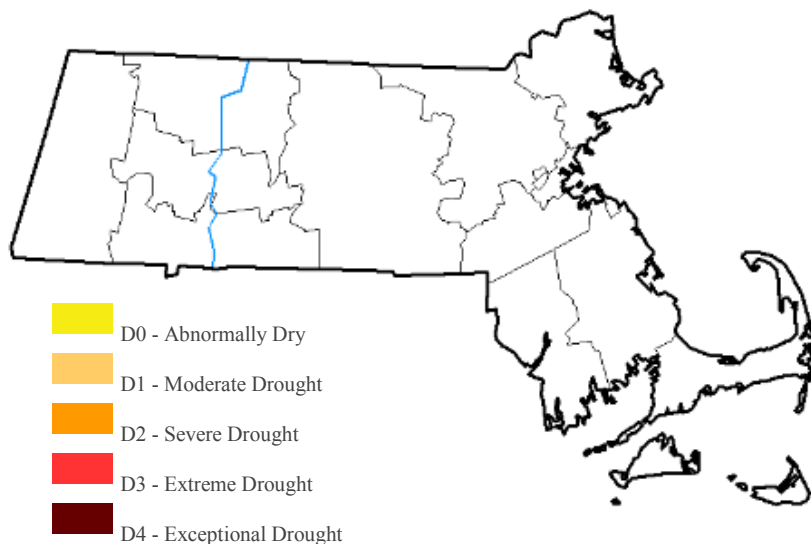 D0 - Abnormally Dry
D1 - Moderate Drought
D2 - Severe Drought
D3 - Extreme Drought
D4 - Exceptional Drought